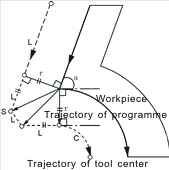 L
r
α
S
L
L
r
Workpiece
Trajectory of programme
L
C
Trajectory of tool center